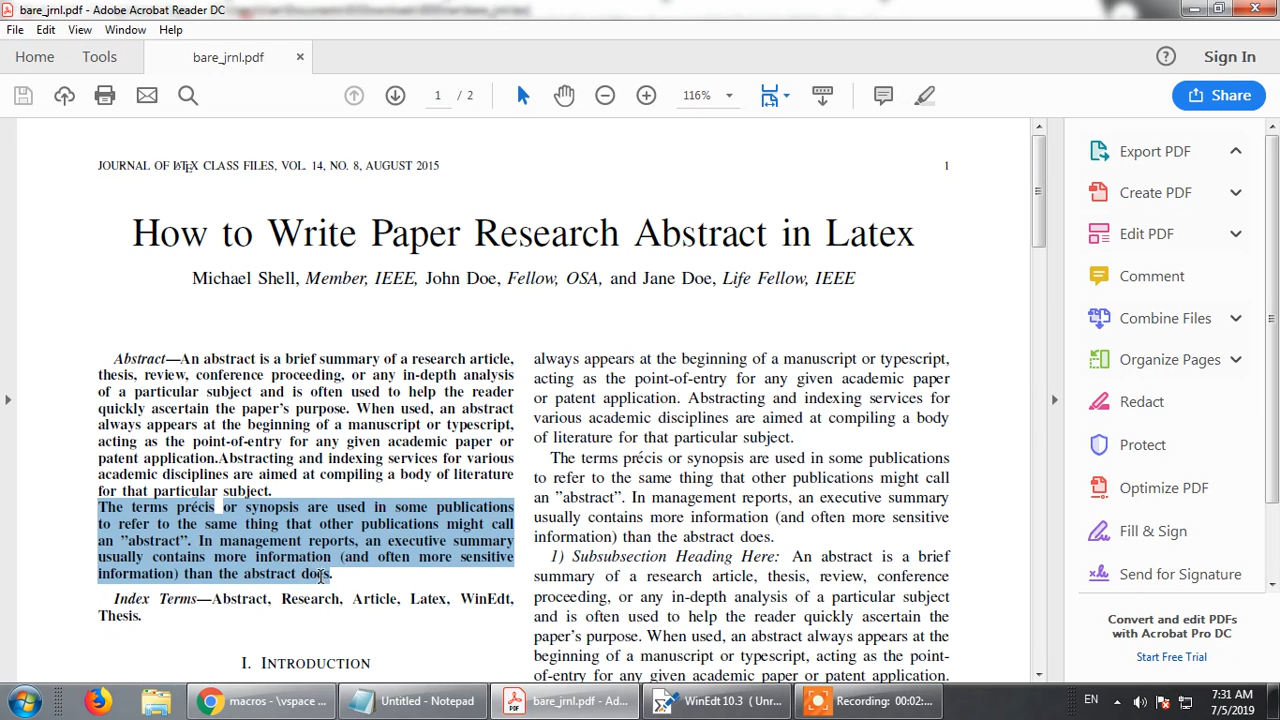 bare_jrnl.pdf - Adobe Acrobat Reader DC
File Edit View Window Help
Home Tools bare_jrnl.pdf × Sign In
1 / 2 116% Share
JOURNAL OF LATEX CLASS FILES, VOL. 14, NO. 8, AUGUST 2015 1
How to Write Paper Research Abstract in Latex
Michael Shell, Member, IEEE, John Doe, Fellow, OSA, and Jane Doe, Life Fellow, IEEE
Abstract—An abstract is a brief summary of a research article,
thesis, review, conference proceeding, or any in-depth analysis
of a particular subject and is often used to help the reader
quickly ascertain the paper's purpose. When used, an abstract
always appears at the beginning of a manuscript or typescript,
acting as the point-of-entry for any given academic paper or
patent application.Abstracting and indexing services for various
academic disciplines are aimed at compiling a body of literature
for that particular subject.
The terms précis or synopsis are used in some publications
to refer to the same thing that other publications might call
an ”abstract”. In management reports, an executive summary
usually contains more information (and often more sensitive
information) than the abstract does.
Index Terms—Abstract, Research, Article, Latex, WinEdt,
Thesis.
I. INTRODUCTION
always appears at the beginning of a manuscript or typescript,
acting as the point-of-entry for any given academic paper
or patent application. Abstracting and indexing services for
various academic disciplines are aimed at compiling a body
of literature for that particular subject.
The terms précis or synopsis are used in some publications
to refer to the same thing that other publications might call
an ”abstract”. In management reports, an executive summary
usually contains more information (and often more sensitive
information) than the abstract does.
1) Subsubsection Heading Here: An abstract is a brief
summary of a research article, thesis, review, conference
proceeding, or any in-depth analysis of a particular subject
and is often used to help the reader quickly ascertain the
paper's purpose. When used, an abstract always appears at the
beginning of a manuscript or typescript, acting as the point-
of-entry for any given academic paper or patent application.
Export PDF
Create PDF
Edit PDF
Comment
Combine Files
Organize Pages
Redact
Protect
Optimize PDF
Fill & Sign
Send for Signature
Convert and edit PDFs
with Acrobat Pro DC
Start Free Trial
macros - \vspace ...
Untitled - Notepad
bare_jrnl.pdf - Ad...
WinEdt 10.3 ( Unr...
Recording: 00:02:...
EN
7:31 AM
7/5/2019